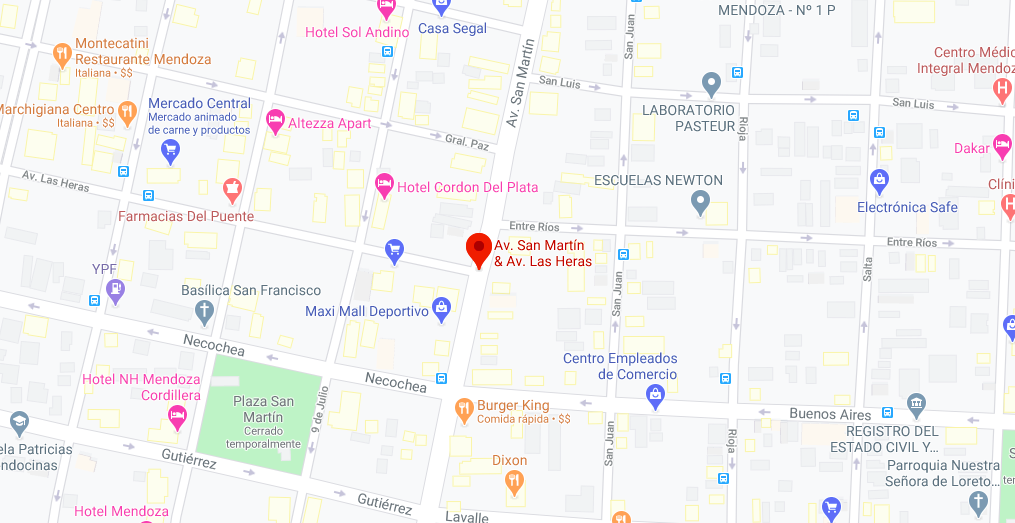 MENDOZA - Nº 1 P
Hotel Sol Andino
Casa Segal
San Juan
Montecatini
Restaurante Mendoza
Italiana • $$
Av. San Martín
Centro Médic
Integral Mendoza
San Luis
San Luis
Marchigiana Centro
Italiana • $$
Mercado Central
Mercado animado
de carne y productos
Altezza Apart
LABORATORIO
PASTEUR
Rioja
Gral. Paz
Dakar
Av. Las Heras
Hotel Cordon Del Plata
ESCUELAS NEWTON
Clíni
Farmacias Del Puente
Electrónica Safe
Entre Ríos
Entre Ríos
Av. San Martín
& Av. Las Heras
YPF
Salta
Basílica San Francisco
Maxi Mall Deportivo
San Juan
Necochea
Centro Empleados
de Comercio
Hotel NH Mendoza
Cordillera
Necochea
Plaza San
Martín
Cerrado
temporalmente
9 de Julio
Burger King
Comida rápida • $$
Buenos Aires
ela Patricias
ndocinas
San Juan
Rioja
REGISTRO DEL
ESTADO CIVIL Y...
Gutiérrez
Dixon
Parroquia Nuestra
Señora de Loreto...
Gutiérrez
Hotel Mendoza
Lavalle